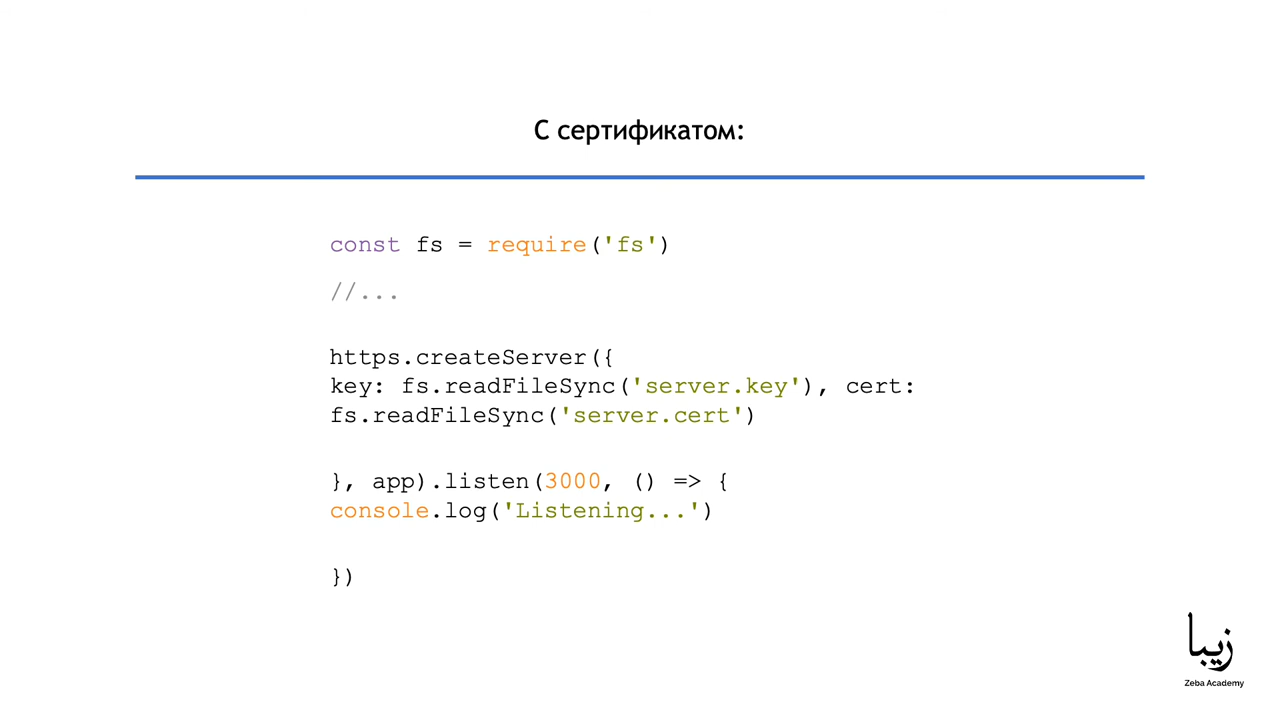 С сертификатом:
const fs = require('fs')
//...
https.createServer({
key: fs.readFileSync('server.key'), cert:
fs.readFileSync('server.cert')
}, app).listen(3000, () => {
console.log('Listening...')
})
زيبا
Zeba Academy